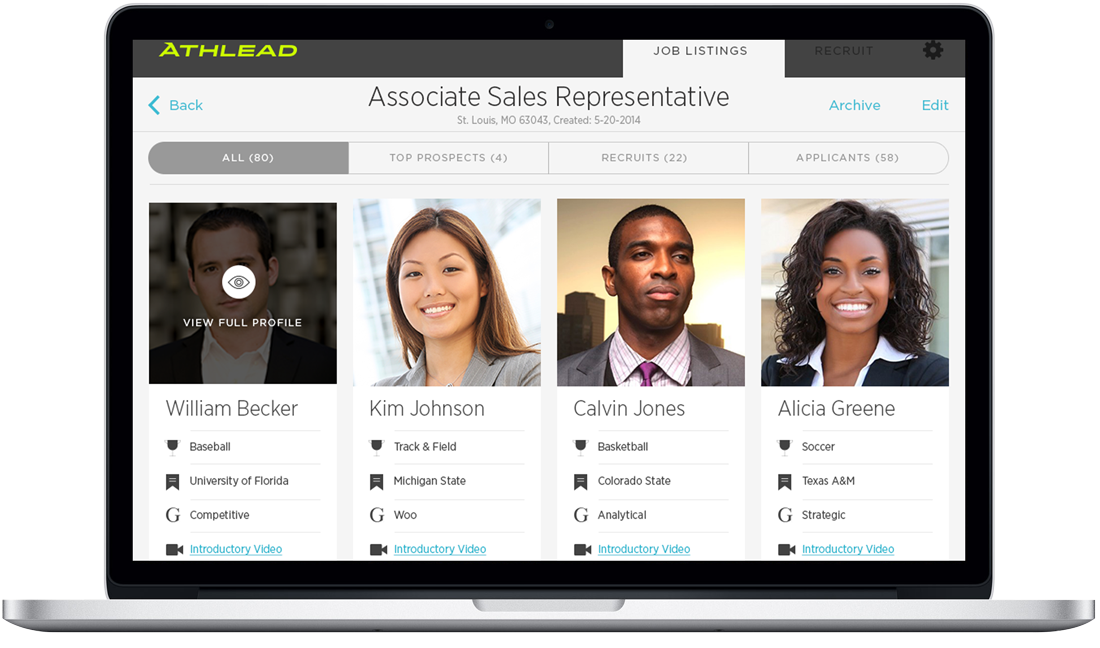 ATHLEAD
JOB LISTINGS
RECRUIT
Back
Associate Sales Representative
Archive
Edit
St. Louis, MO 63043, Created: 5-20-2014
ALL (80)
TOP PROSPECTS (4)
RECRUITS (22)
APPLICANTS (58)
VIEW FULL PROFILE
William Becker
Baseball
University of Florida
G Competitive
Introductory Video
Kim Johnson
Track & Field
Michigan State
G Woo
Introductory Video
Calvin Jones
Basketball
Colorado State
G Analytical
Introductory Video
Alicia Greene
Soccer
Texas A&M
G Strategic
Introductory Video